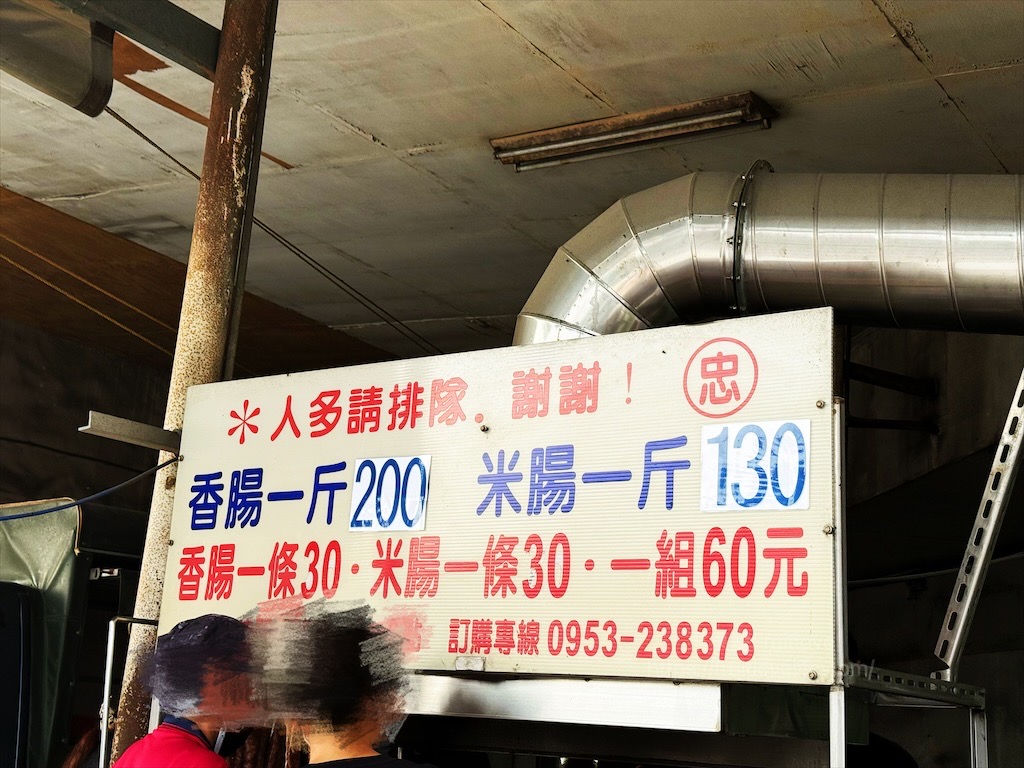 ＊人多請排隊．謝謝！ 忠
香腸一斤200 米腸一斤130
香腸一條30·米腸一條30·一組60元
訂購專線 0953-238373